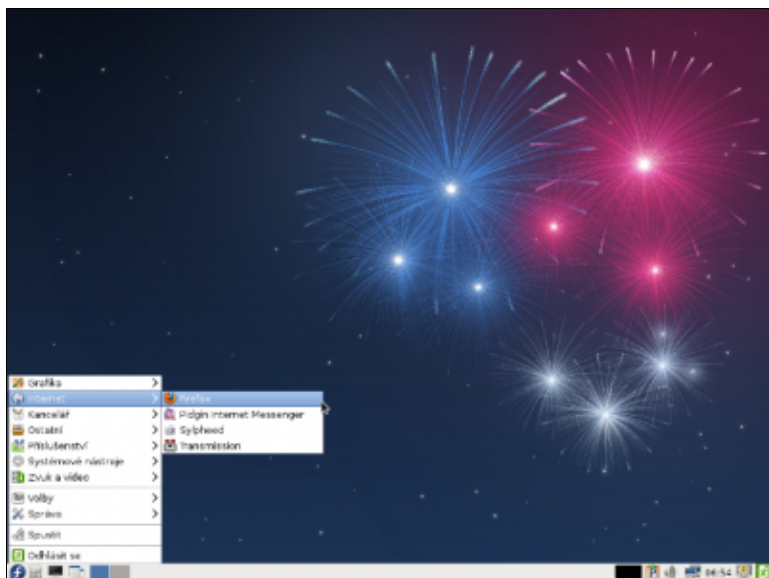 Grafika
Internet
Kancelář
Ostatní
Příslušenství
Systémové nástroje
Zvuk a video
Volby
Správa
Spustit
Odhlásit se
Firefox
Pidgin Internet Messenger
Sylpheed
Transmission
06:54